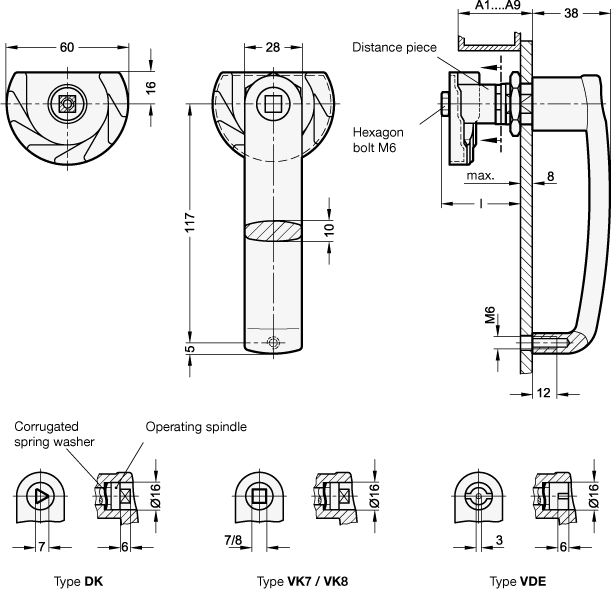 A1....A9
38
60
28
16
Distance piece
Hexagon
bolt M6
max.
8
l
117
10
5
M6
12
Corrugated
spring washer
Operating spindle
Ø16
7
6
Ø16
7/8
Ø16
3
6
Type DK
Type VK7 / VK8
Type VDE